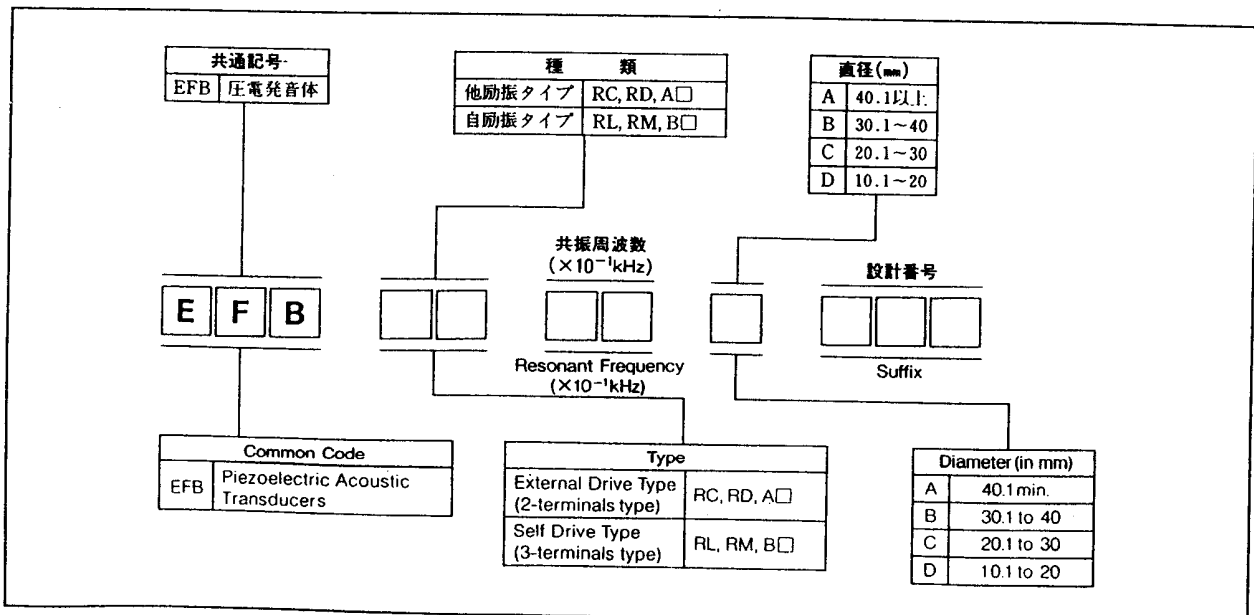 共通記号
EFB 圧電発音体
種 類
他励振タイプ RC, RD, A□
自励振タイプ RL, RM, B□
直径(mm)
A 40.1以上
B 30.1~40
C 20.1~30
D 10.1~20
共振周波数
(×10⁻¹kHz)
設計番号
E F B
Resonant Frequency
(×10⁻¹kHz)
Suffix
Common Code
EFB Piezoelectric Acoustic
Transducers
Type
External Drive Type
(2-terminals type) RC, RD, A□
Self Drive Type
(3-terminals type) RL, RM, B□
Diameter (in mm)
A 40.1 min.
B 30.1 to 40
C 20.1 to 30
D 10.1 to 20